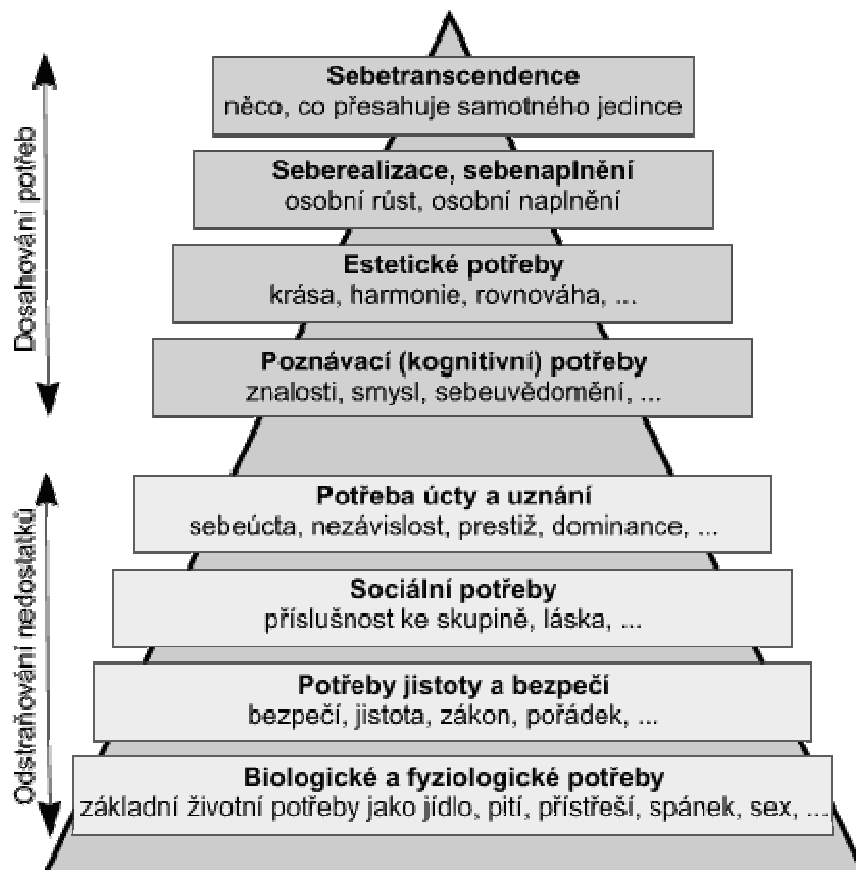 Sebetranscendence
něco, co přesahuje samotného jedince
Seberealizace, sebenaplnění
osobní růst, osobní naplnění
Estetické potřeby
krása, harmonie, rovnováha, ...
Poznávací (kognitivní) potřeby
znalosti, smysl, sebeuvědomění, ...
Dosahování potřeb
Potřeba úcty a uznání
sebeúcta, nezávislost, prestiž, dominance, ...
Sociální potřeby
příslušnost ke skupině, láska, ...
Potřeby jistoty a bezpečí
bezpečí, jistota, zákon, pořádek, ...
Biologické a fyziologické potřeby
základní životní potřeby jako jídlo, pití, přístřeší, spánek, sex, ...
Odstraňování nedostatků